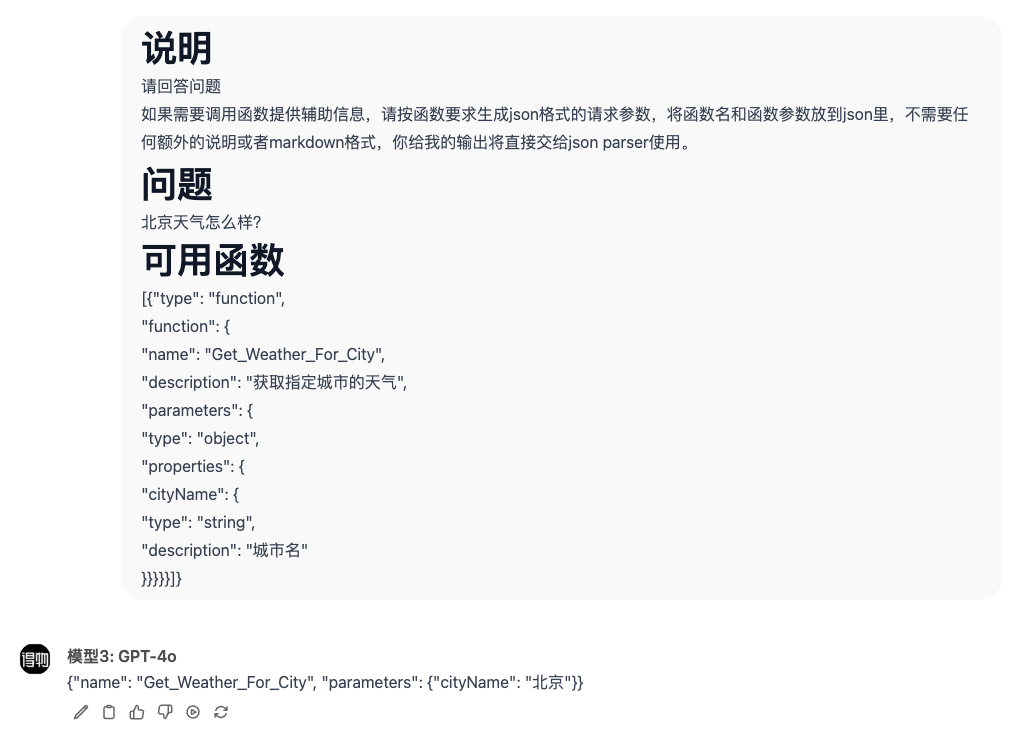 说明
请回答问题
如果需要调用函数提供辅助信息，请按函数要求生成json格式的请求参数，将函数名和函数参数放到json里，不需要任
何额外的说明或者markdown格式，你给我的输出将直接交给json parser使用。
问题
北京天气怎么样?
可用函数
[{"type": "function",
"function": {
"name": "Get_Weather_For_City",
"description": "获取指定城市的天气",
"parameters": {
"type": "object",
"properties": {
"cityName": {
"type": "string",
"description": "城市名"
}}}}}]}
得物
模型3: GPT-4o
{"name": "Get_Weather_For_City", "parameters": {"cityName": "北京"}}